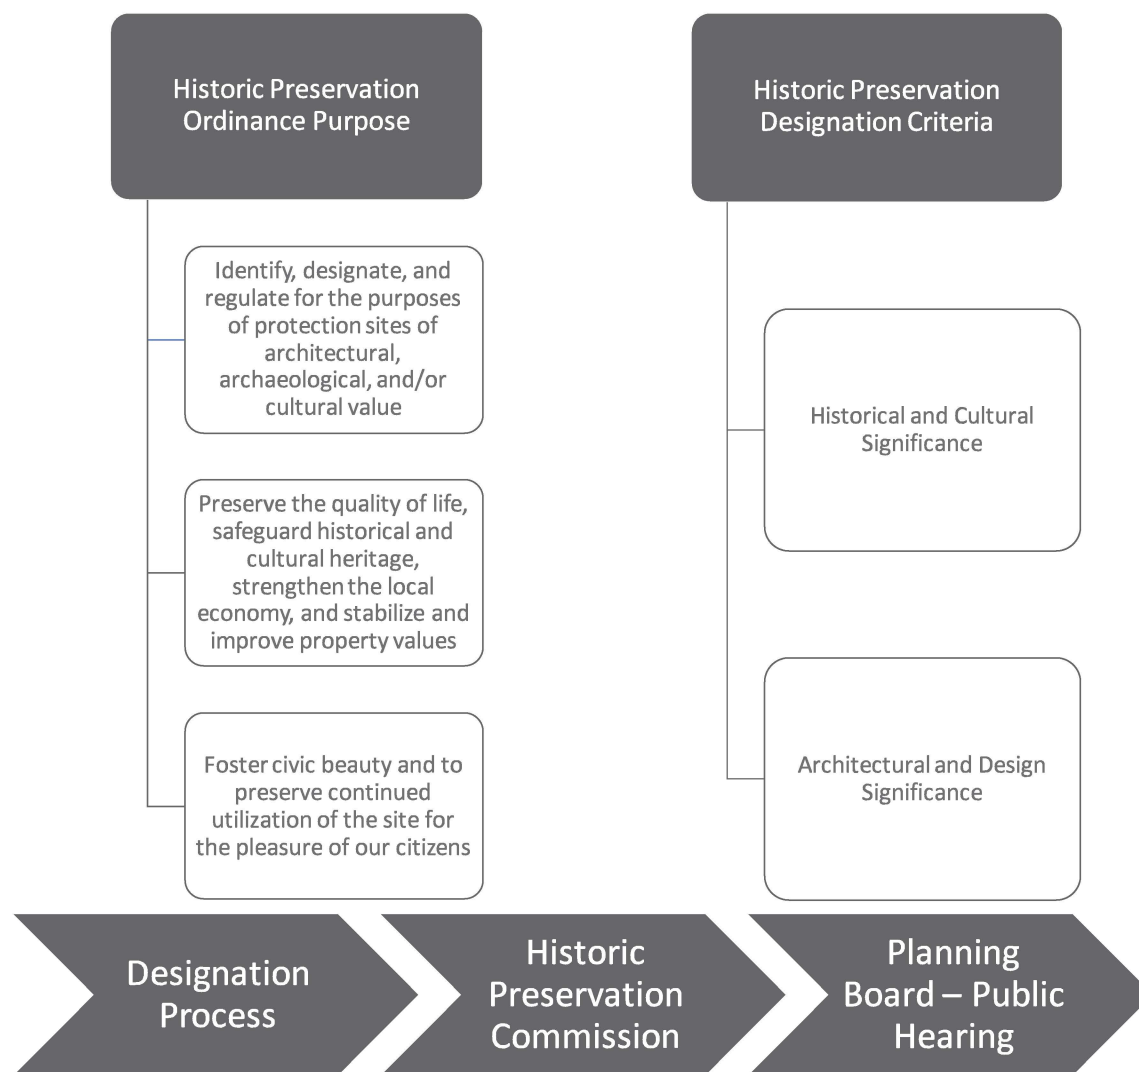 Historic Preservation
Ordinance Purpose
Identify, designate, and
regulate for the purposes
of protection sites of
architectural,
archaeological, and/or
cultural value
Preserve the quality of life,
safeguard historical and
cultural heritage,
strengthen the local
economy, and stabilize and
improve property values
Foster civic beauty and to
preserve continued
utilization of the site for
the pleasure of our citizens
Historic Preservation
Designation Criteria
Historical and Cultural
Significance
Architectural and Design
Significance
Designation
Process
Historic
Preservation
Commission
Planning
Board – Public
Hearing